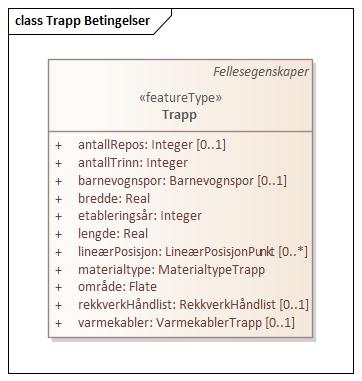 class Trapp Betingelser
Fellesegenskaper
«featureType»
Trapp
+ antallRepos: Integer [0..1]
+ antallTrinn: Integer
+ barnevognspor: Barnevognspor [0..1]
+ bredde: Real
+ etableringsår: Integer
+ lengde: Real
+ lineærPosisjon: LineærPosisjonPunkt [0..*]
+ materialtype: MaterialtypeTrapp
+ område: Flate
+ rekkverkHåndlist: RekkverkHåndlist [0..1]
+ varmekabler: VarmekablerTrapp [0..1]